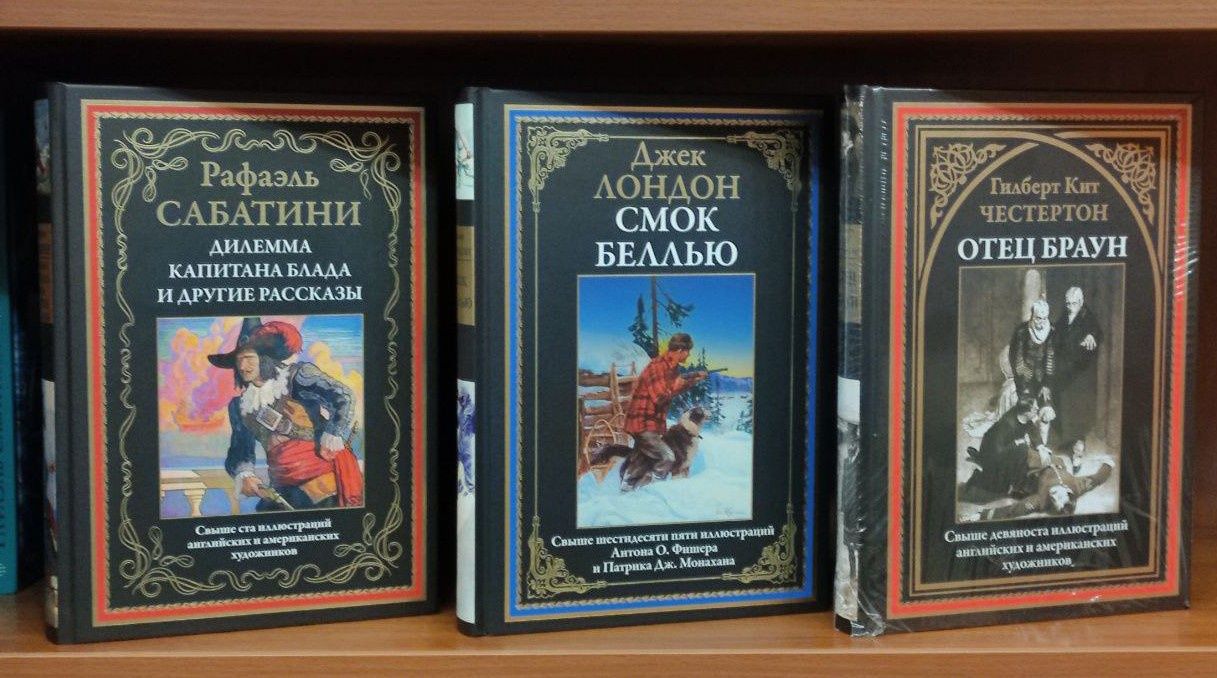 Рафаэль
САБАТИНИ
ДИЛЕММА
КАПИТАНА БЛАДА
И ДРУГИЕ РАССКАЗЫ
Свыше ста иллюстраций
английских и американских
художников
Джек
ЛОНДОН
СМОК
БЕЛЛЬЮ
Свыше шестидесяти пяти иллюстраций
Антона О. Фишера
и Патрика Дж. Монахана
Гилберт Кит
ЧЕСТЕРТОН
ОТЕЦ БРАУН
Свыше девяноста иллюстраций
английских и американских
художников